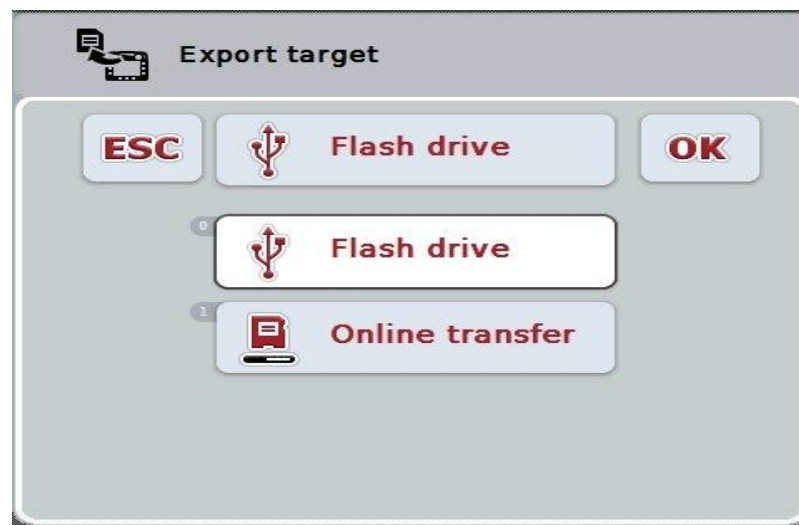 Export target
ESC
Flash drive
OK
0
Flash drive
1
Online transfer